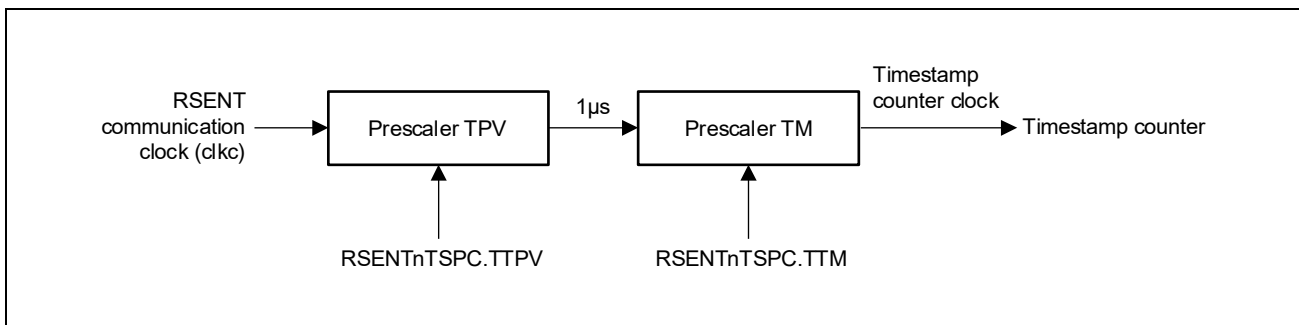 RSENT
communication
clock (clkc)
Prescaler TPV
1µs
Prescaler TM
Timestamp
counter clock
Timestamp counter
RSENTnTSPC.TTPV
RSENTnTSPC.TTM